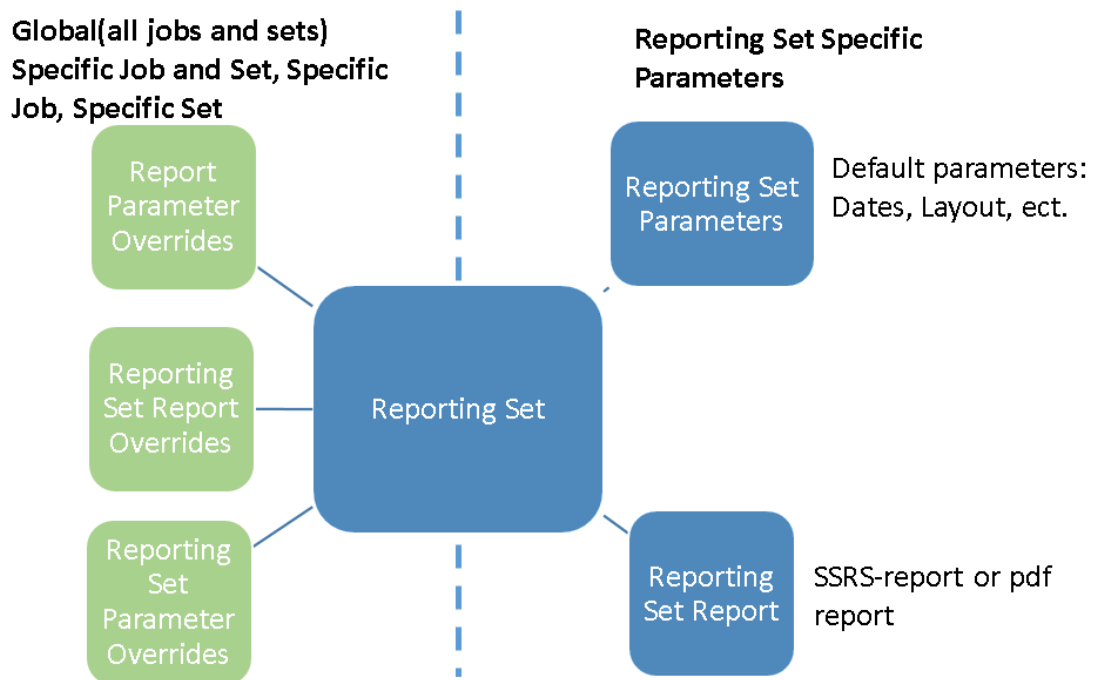 Global(all jobs and sets)
Specific Job and Set, Specific
Job, Specific Set
Reporting Set Specific
Parameters
Report
Parameter
Overrides
Reporting Set
Parameters
Default parameters:
Dates, Layout, ect.
Reporting
Set Report
Overrides
Reporting Set
Reporting
Set
Parameter
Overrides
Reporting
Set Report
SSRS-report or pdf
report